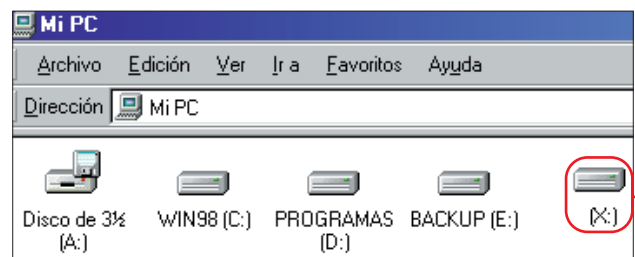 Mi PC
Archivo Edición Ver Ir a Favoritos Ayuda
Dirección Mi PC
Disco de 3½ (A:)
WIN98 (C:)
PROGRAMAS (D:)
BACKUP (E:)
(X:)